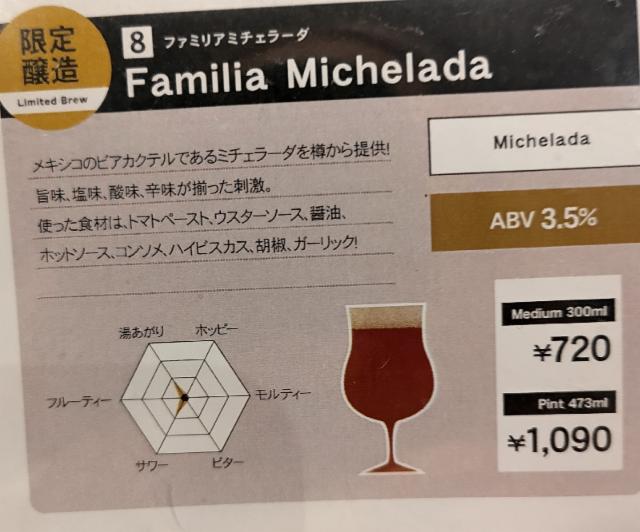 限定
醸造
Limited Brew
8 ファミリアミチェラーダ
Familia Michelada
メキシコのビアカクテルであるミチェラーダを樽から提供!
旨味、塩味、酸味、辛味が揃った刺激。
使った食材は、トマトペースト、ウスターソース、醤油、
ホットソース、コンソメ、ハイビスカス、胡椒、ガーリック!
Michelada
ABV 3.5%
湯あがり ホッピー
フルーティー モルティー
サワー ビター
Medium 300ml
¥720
Pint 473ml
¥1,090